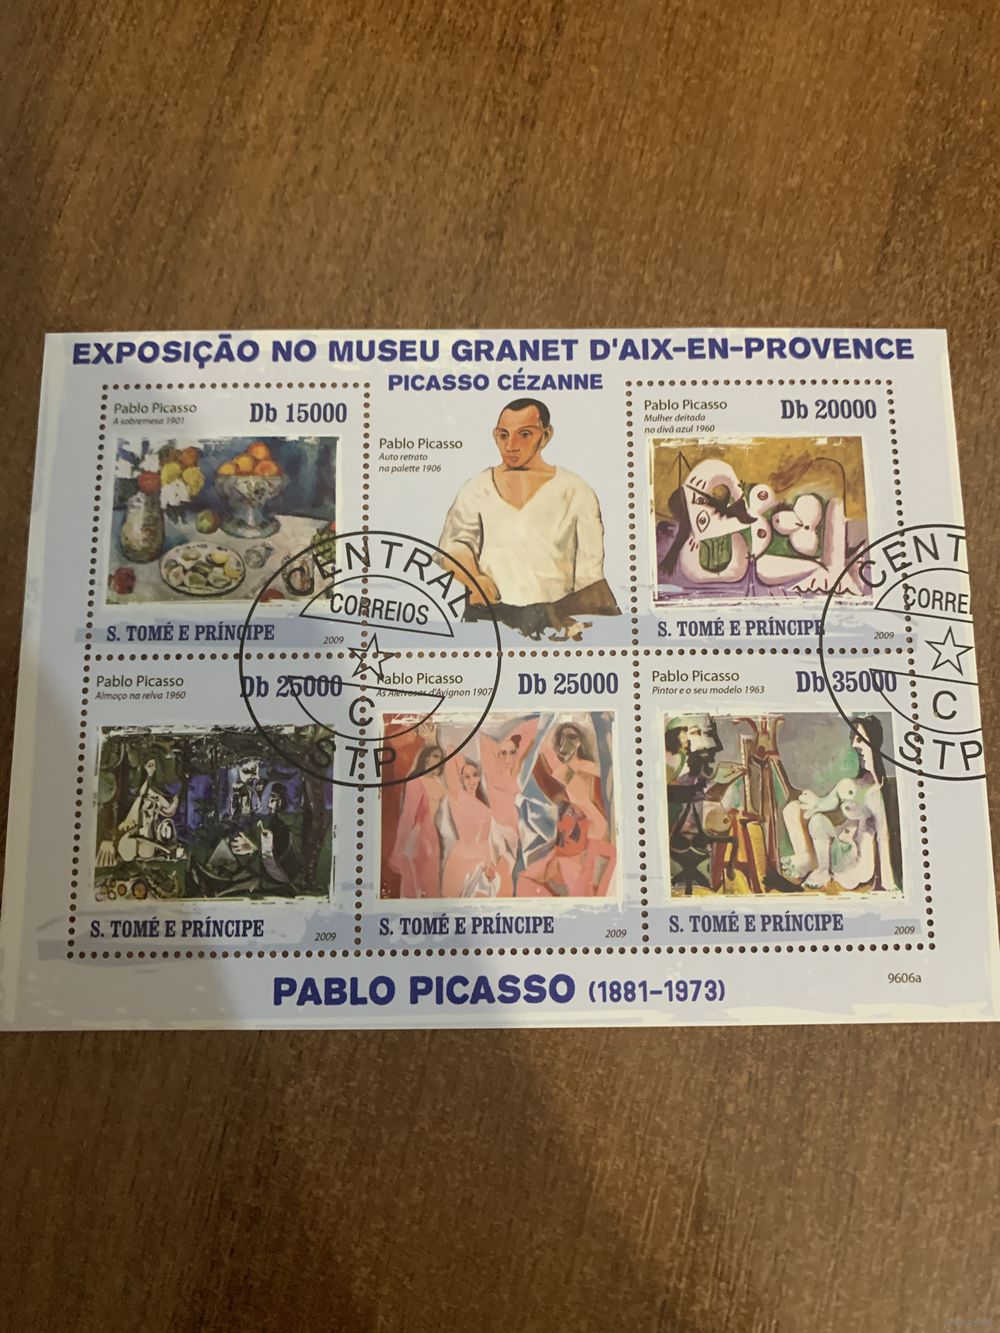 EXPOSIÇÃO NO MUSEU GRANET D'AIX-EN-PROVENCE
PICASSO CÉZANNE
Pablo Picasso
A sobremesa 1901
Db 15000
S. TOMÉ E PRÍNCIPE
2009
Pablo Picasso
Auto retrato
na palette 1906
Pablo Picasso
Mulher deitada
no divã azul 1960
Db 20000
S. TOMÉ E PRÍNCIPE
2009
CENTRAL
CORREIOS
C
STP
CENT
CORRE
C
STP
Pablo Picasso
Almoço na relva 1960
Db 25000
S. TOMÉ E PRÍNCIPE
2009
Pablo Picasso
As d'Avignon 1907
Db 25000
S. TOMÉ E PRÍNCIPE
2009
Pablo Picasso
Pintor e o seu modelo 1963
Db 35000
S. TOMÉ E PRÍNCIPE
2009
PABLO PICASSO (1881-1973)
9606a